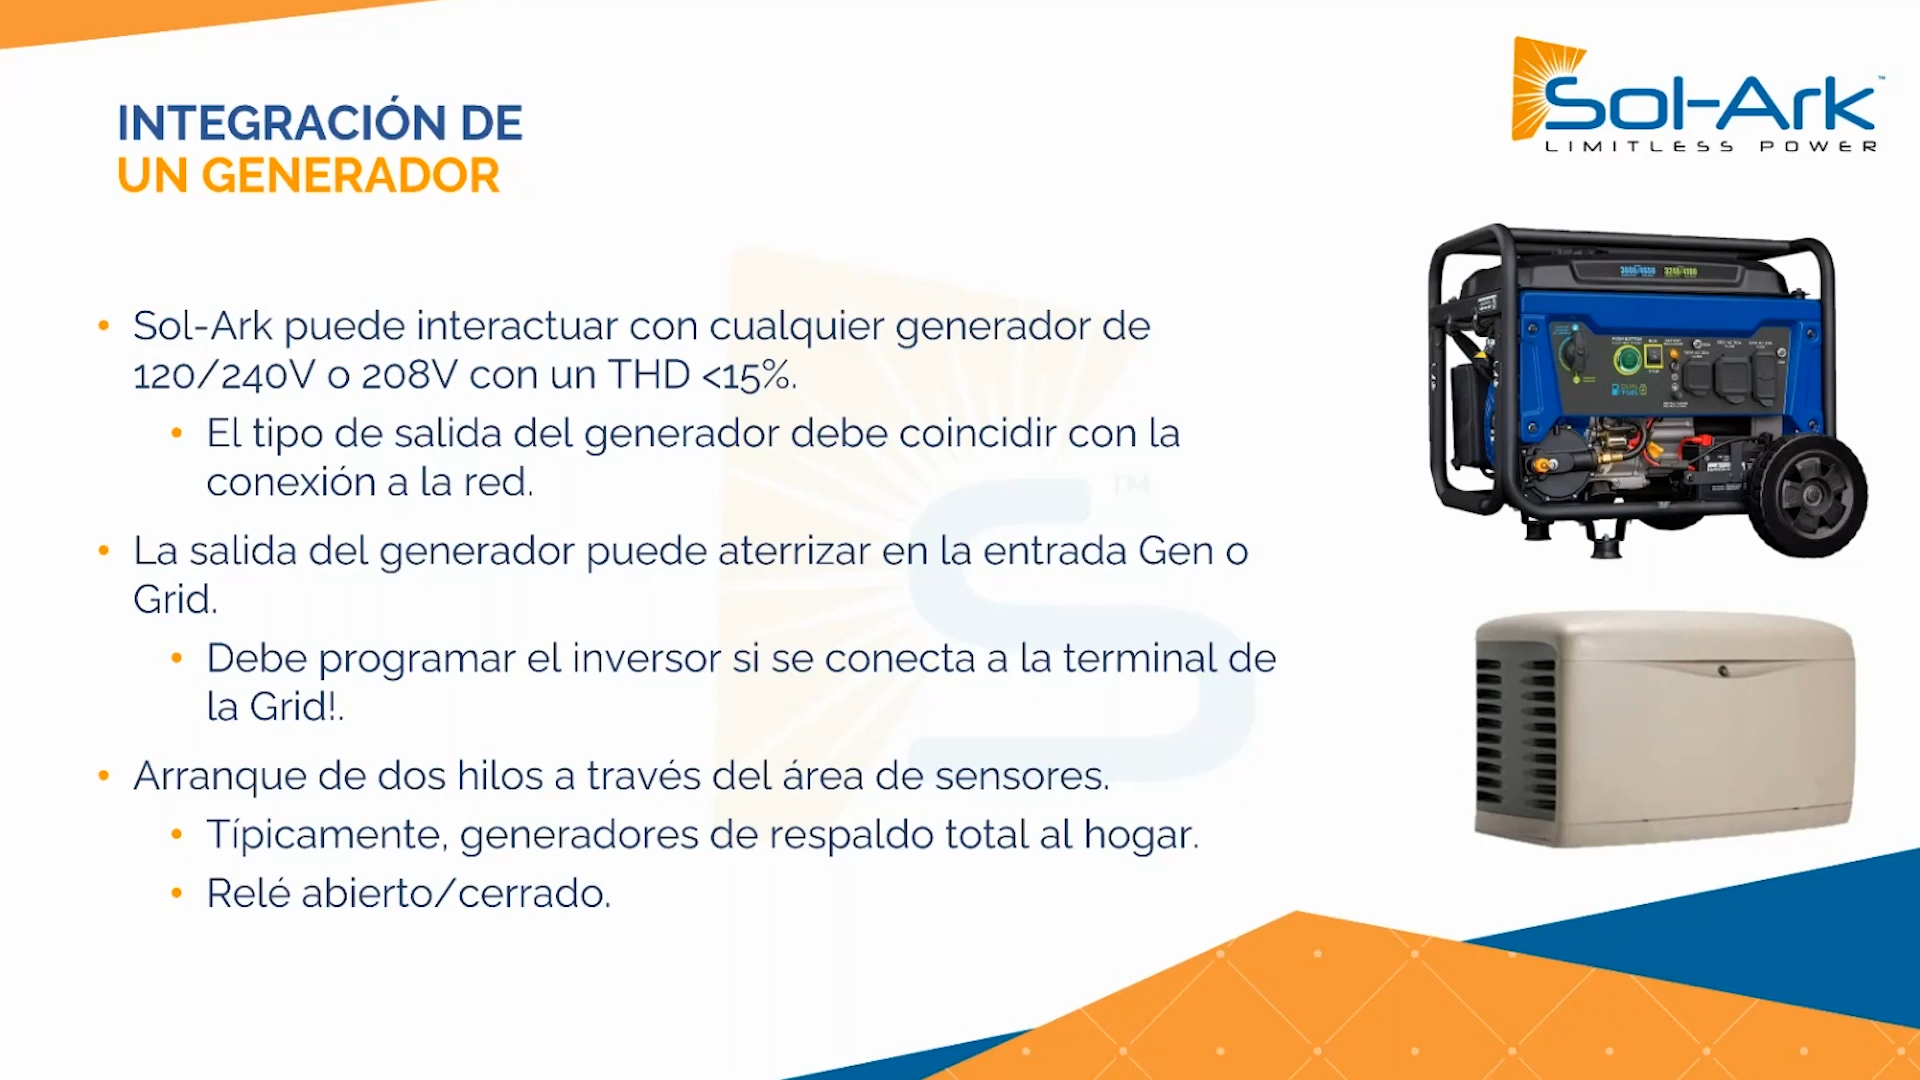 INTEGRACIÓN DE
UN GENERADOR
Sol-Ark™
LIMITLESS POWER
• Sol-Ark puede interactuar con cualquier generador de
120/240V o 208V con un THD <15%.
• El tipo de salida del generador debe coincidir con la
conexión a la red.
• La salida del generador puede aterrizar en la entrada Gen o
Grid.
• Debe programar el inversor si se conecta a la terminal de
la Grid!.
• Arranque de dos hilos a través del área de sensores.
• Típicamente, generadores de respaldo total al hogar.
• Relé abierto/cerrado.
TM